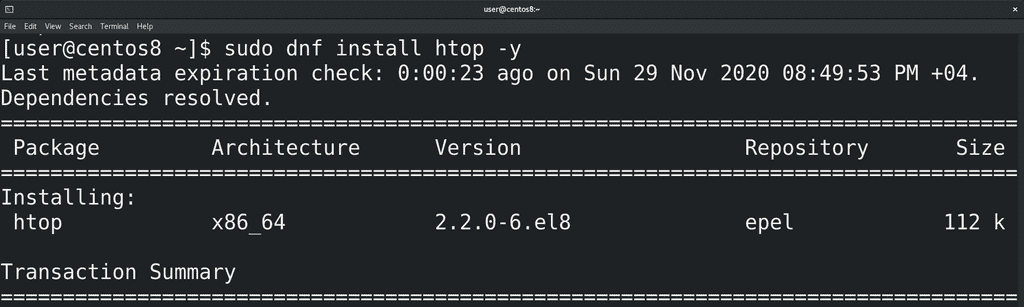 user@centos8:~
File Edit View Search Terminal Help
[user@centos8 ~]$ sudo dnf install htop -y
Last metadata expiration check: 0:00:23 ago on Sun 29 Nov 2020 08:49:53 PM +04.
Dependencies resolved.
================================================================================
Package Architecture Version Repository Size
================================================================================
Installing:
htop x86_64 2.2.0-6.el8 epel 112 k
Transaction Summary
================================================================================